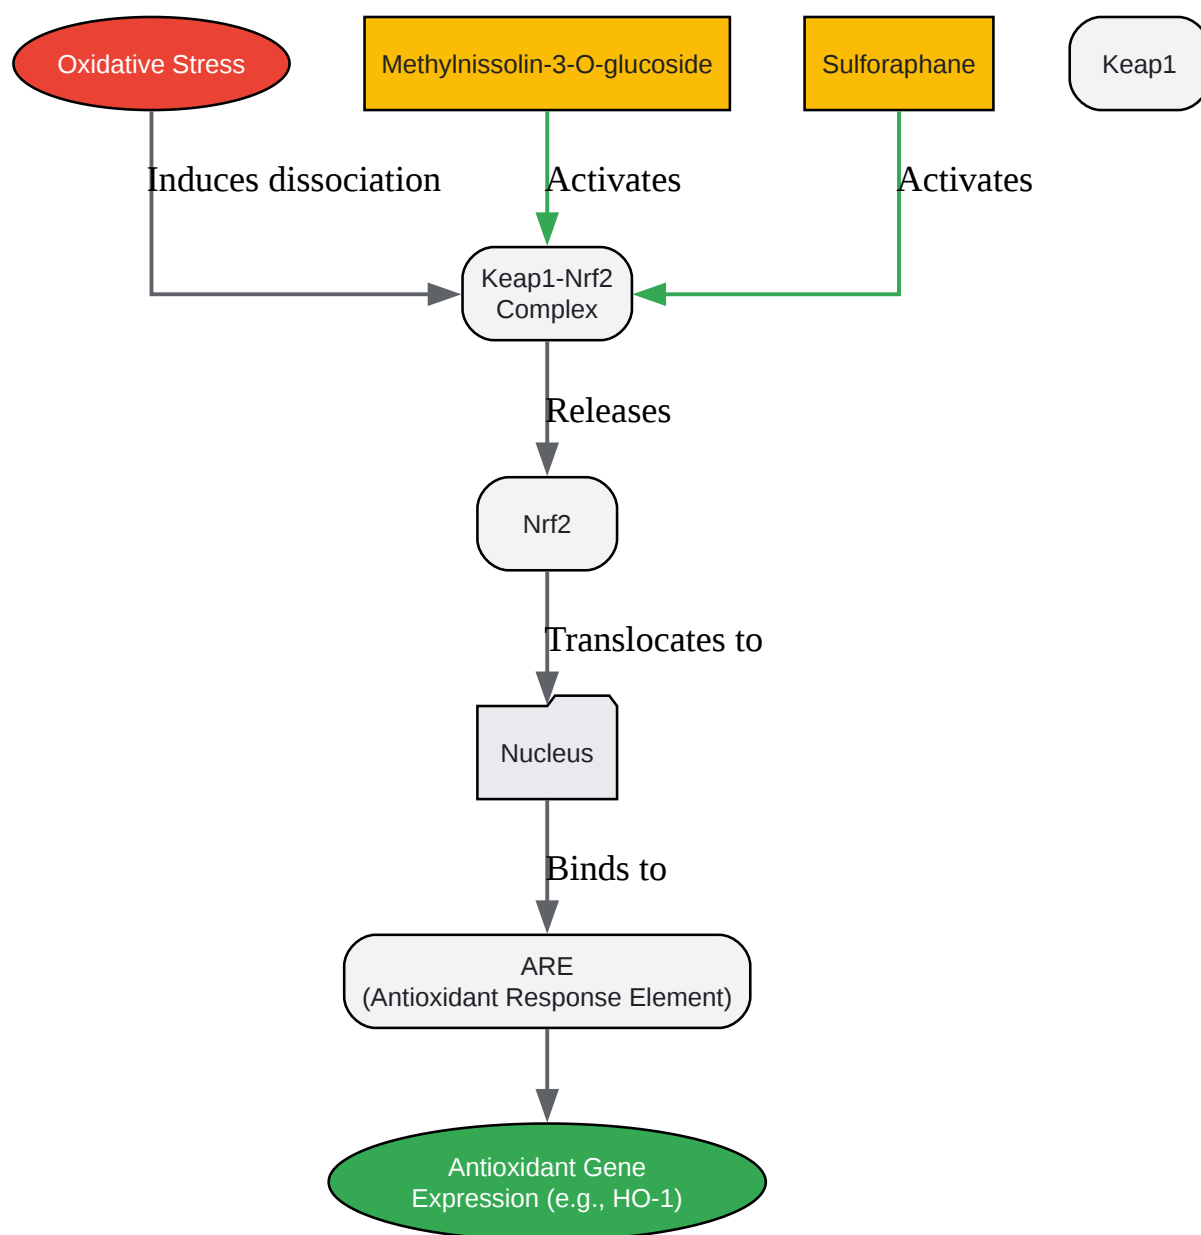 Oxidative Stress
Methylnissolin-3-O-glucoside
Sulforaphane
Keap1
Induces dissociation
Activates
Activates
Keap1-Nrf2
Complex
Releases
Nrf2
Translocates to
Nucleus
Binds to
ARE
(Antioxidant Response Element)
Antioxidant Gene
Expression (e.g., HO-1)